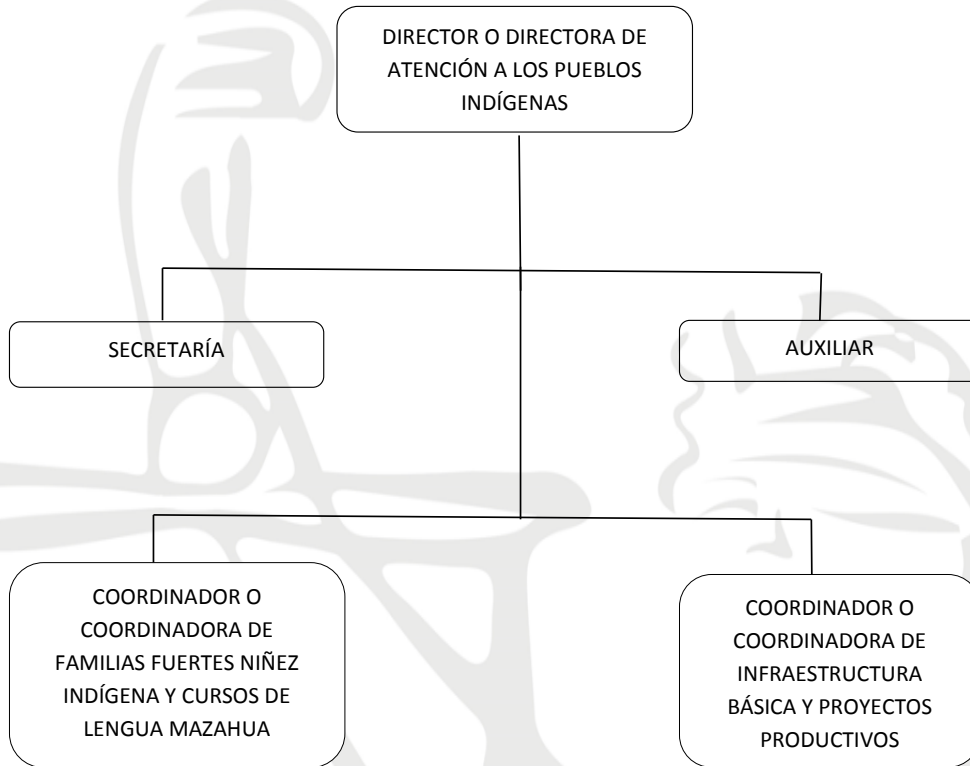 DIRECTOR O DIRECTORA DE
ATENCIÓN A LOS PUEBLOS
INDÍGENAS
SECRETARÍA
AUXILIAR
COORDINADOR O
COORDINADORA DE
FAMILIAS FUERTES NIÑEZ
INDÍGENA Y CURSOS DE
LENGUA MAZAHUA
COORDINADOR O
COORDINADORA DE
INFRAESTRUCTURA
BÁSICA Y PROYECTOS
PRODUCTIVOS